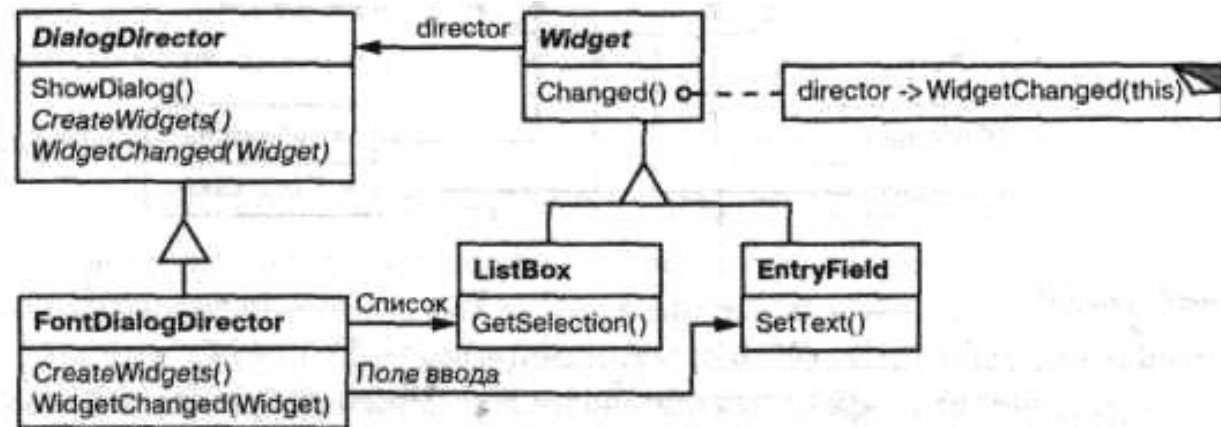 DialogDirector
ShowDialog()
CreateWidgets()
WidgetChanged(Widget)
director
Widget
Changed()
director -> WidgetChanged(this)
ListBox
GetSelection()
EntryField
SetText()
FontDialogDirector
CreateWidgets()
WidgetChanged(Widget)
Список
Поле ввода